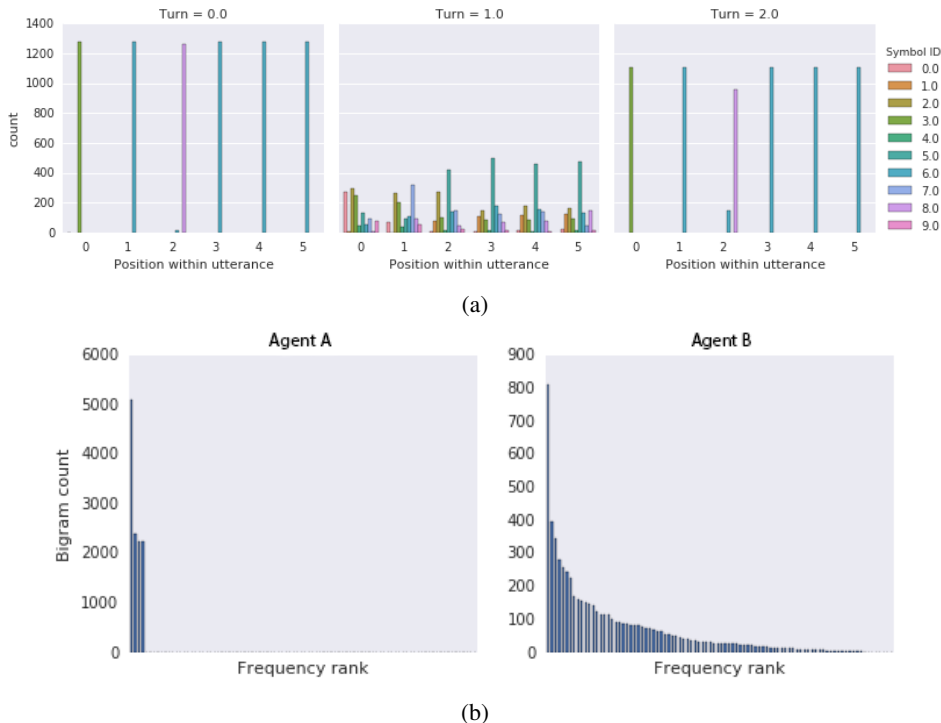 Turn = 0.0
Turn = 1.0
Turn = 2.0
1400
1200
1000
800
600
400
200
0
count
0 1 2 3 4 5
0 1 2 3 4 5
0 1 2 3 4 5
Position within utterance
Position within utterance
Position within utterance
Symbol ID
0.0
1.0
2.0
3.0
4.0
5.0
6.0
7.0
8.0
9.0
(a)
Agent A
6000
5000
4000
3000
2000
1000
0
Bigram count
Frequency rank
Agent B
900
800
700
600
500
400
300
200
100
0
Frequency rank
(b)